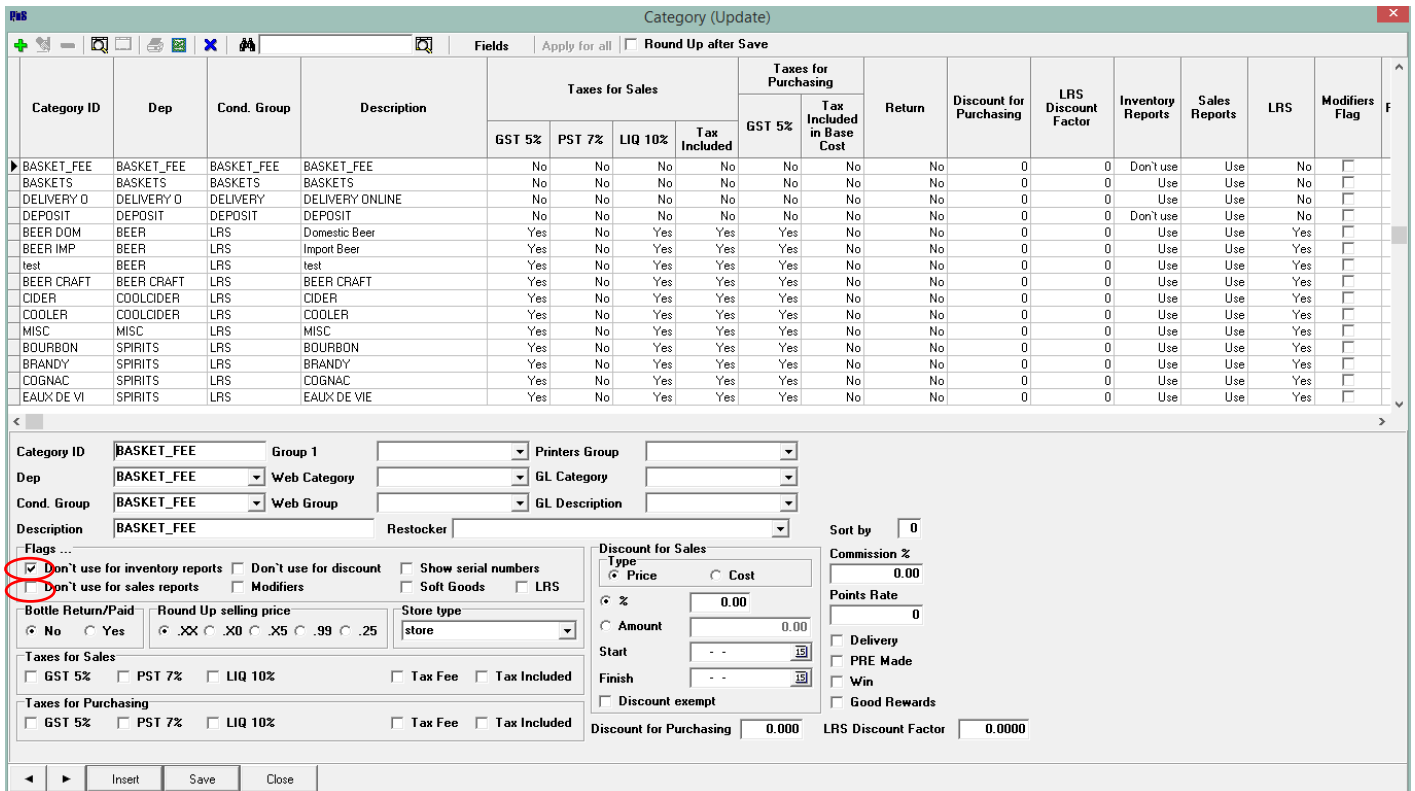 RMS
Category (Update)
Fields Apply for all Round Up after Save
Category ID Dep Cond. Group Description Taxes for Sales Taxes for Purchasing Return Discount for Purchasing LRS Discount Factor Inventory Reports Sales Reports LRS Modifiers Flag F
GST 5% PST 7% LIQ 10% Tax Included GST 5% Tax Included in Base Cost
BASKET_FEE BASKET_FEE BASKET_FEE BASKET_FEE No No No No No No No 0 0 Don`t use Use No
BASKETS BASKETS BASKETS BASKETS No No No No No No No 0 0 Use Use No
DELIVERY O DELIVERY O DELIVERY DELIVERY ONLINE No No No No No No No 0 0 Use Use No
DEPOSIT DEPOSIT DEPOSIT DEPOSIT No No No No No No No 0 0 Don`t use Use No
BEER DOM BEER LRS Domestic Beer Yes No Yes Yes Yes No No 0 0 Use Use Yes
BEER IMP BEER LRS Import Beer Yes No Yes Yes Yes No No 0 0 Use Use Yes
test BEER LRS test Yes No Yes Yes Yes No No 0 0 Use Use Yes
BEER CRAFT BEER CRAFT LRS BEER CRAFT Yes No Yes Yes Yes No No 0 0 Use Use Yes
CIDER COOLCIDER LRS CIDER Yes No Yes Yes Yes No No 0 0 Use Use Yes
COOLER COOLCIDER LRS COOLER Yes No Yes Yes Yes No No 0 0 Use Use Yes
MISC MISC LRS MISC Yes No Yes Yes Yes No No 0 0 Use Use Yes
BOURBON SPIRITS LRS BOURBON Yes No Yes Yes Yes No No 0 0 Use Use Yes
BRANDY SPIRITS LRS BRANDY Yes No Yes Yes Yes No No 0 0 Use Use Yes
COGNAC SPIRITS LRS COGNAC Yes No Yes Yes Yes No No 0 0 Use Use Yes
EAUX DE VI SPIRITS LRS EAUX DE VIE Yes No Yes Yes Yes No No 0 0 Use Use Yes
Category ID BASKET_FEE Group 1 Printers Group
Dep BASKET_FEE Web Category GL Category
Cond. Group BASKET_FEE Web Group GL Description
Description BASKET_FEE Restocker Sort by 0
Flags ... Discount for Sales Commission %
Don`t use for inventory reports Don`t use for discount Show serial numbers Type Price Cost 0.00
Don`t use for sales reports Modifiers Soft Goods LRS Points Rate
Bottle Return/Paid Round Up selling price Store type % 0.00 0
No Yes .XX .X0 .X5 .99 .25 store Amount 0.00 Delivery
Taxes for Sales Start - - 15 PRE Made
GST 5% PST 7% LIQ 10% Tax Fee Tax Included Finish - - 15 Win
Taxes for Purchasing Discount exempt Good Rewards
GST 5% PST 7% LIQ 10% Tax Fee Tax Included Discount for Purchasing 0.000 LRS Discount Factor 0.0000
Insert Save Close